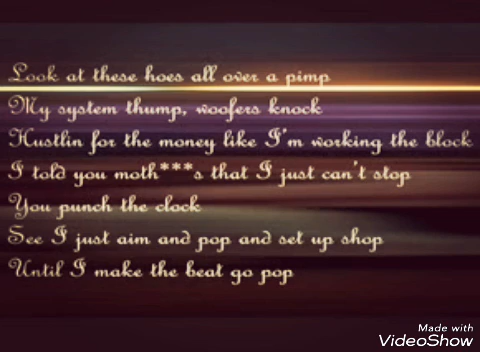 Look at these hoes all over a pimp
My system thump, woofers knock
Hustlin for the money like I'm working the block
I told you moth***s that I just can't stop
You punch the clock
See I just aim and pop and set up shop
Until I make the beat go pop
Made with
VideoShow